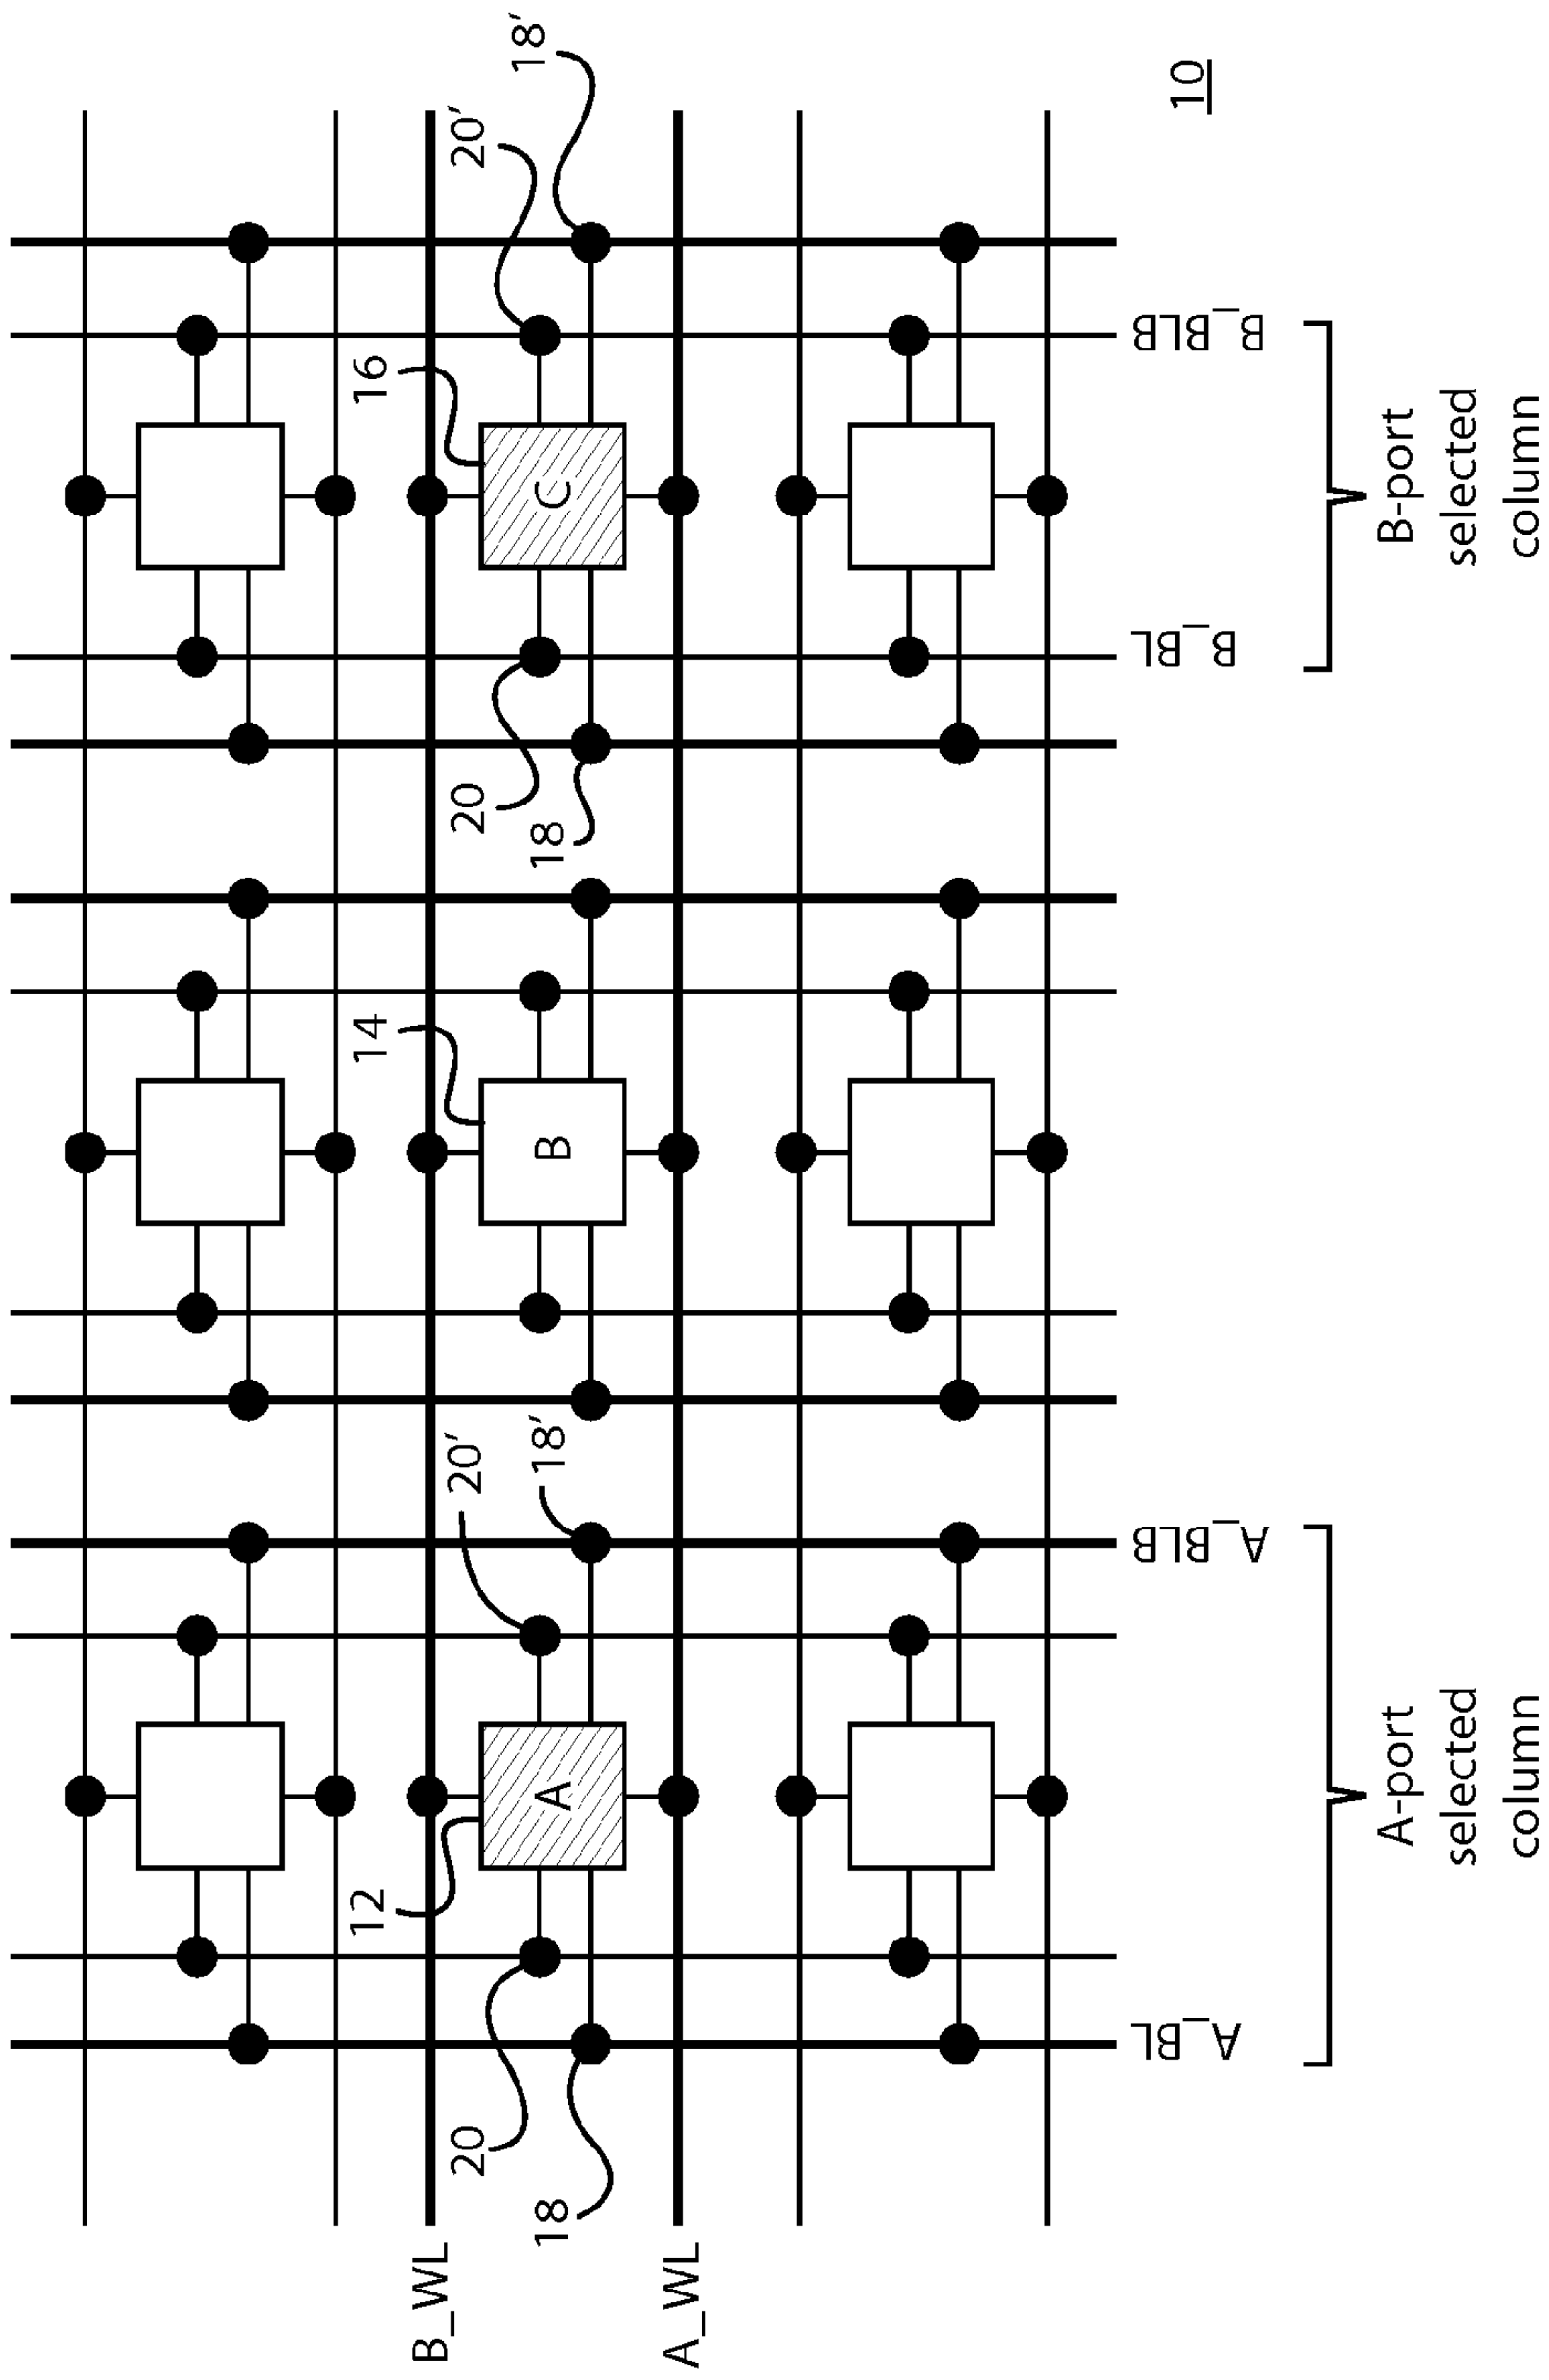 20'
18'
16
20
18
14
20'
18'
12
20
18
C
B
A
B_WL
A_WL
A_BL
A_BLB
B_BL
B_BLB
A-port
selected
column
B-port
selected
column
10